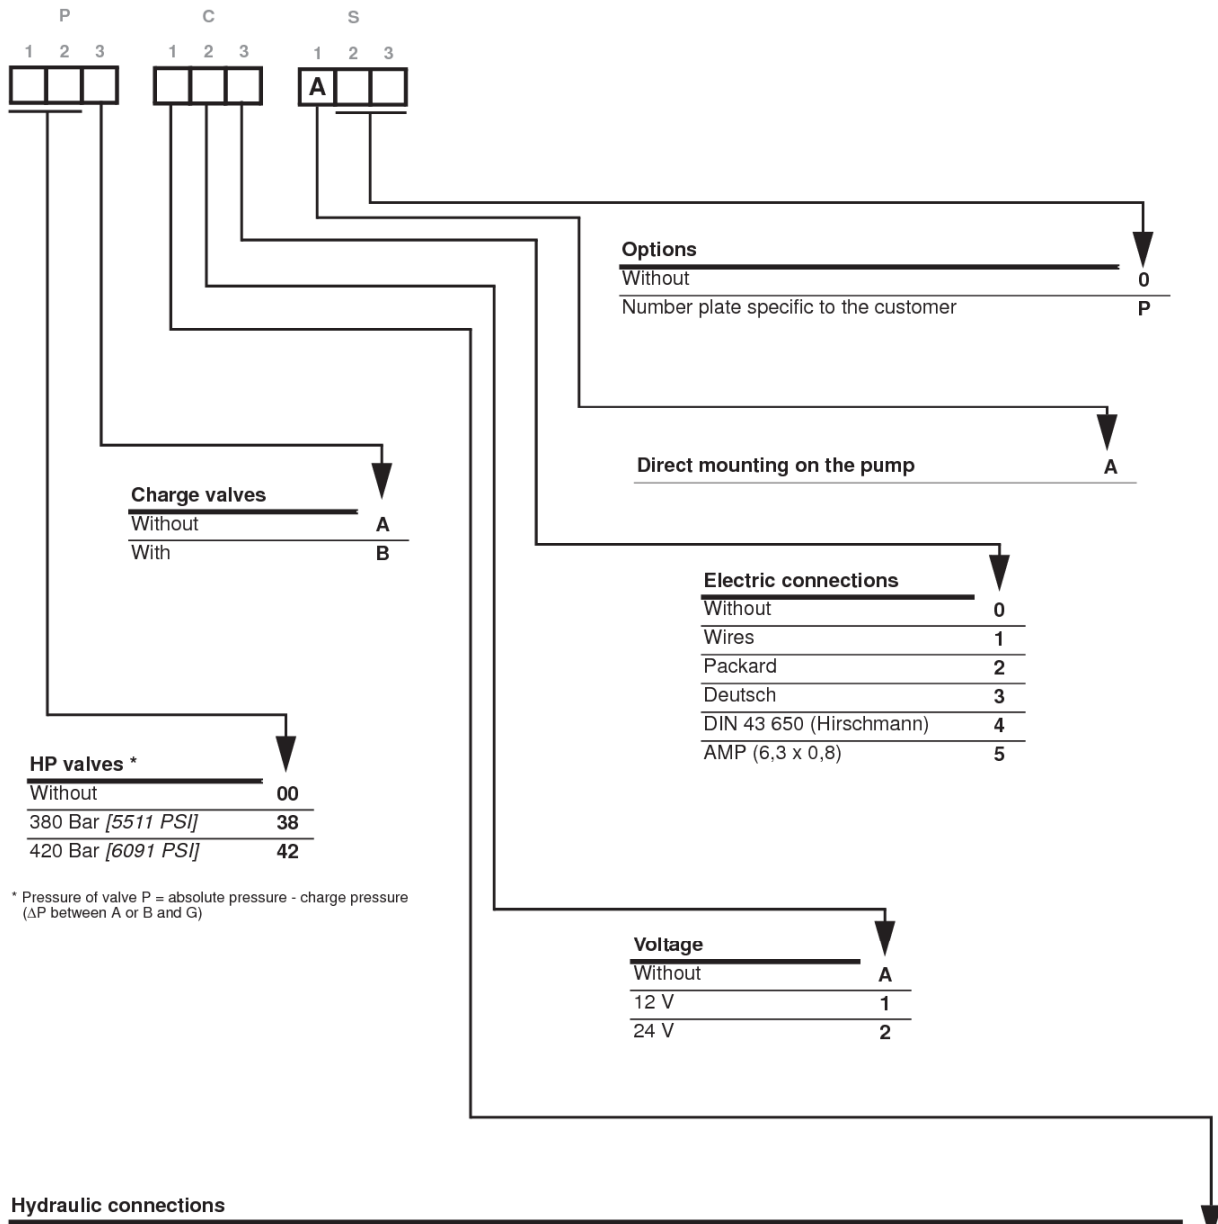 P C S
1 2 3 1 2 3 1 2 3
A
Options
Without 0
Number plate specific to the customer P
Direct mounting on the pump A
Charge valves
Without A
With B
Electric connections
Without 0
Wires 1
Packard 2
Deutsch 3
DIN 43 650 (Hirschmann) 4
AMP (6,3 x 0,8) 5
HP valves *
Without 00
380 Bar [5511 PSI] 38
420 Bar [6091 PSI] 42
* Pressure of valve P = absolute pressure - charge pressure
(ΔP between A or B and G)
Voltage
Without A
12 V 1
24 V 2
Hydraulic connections